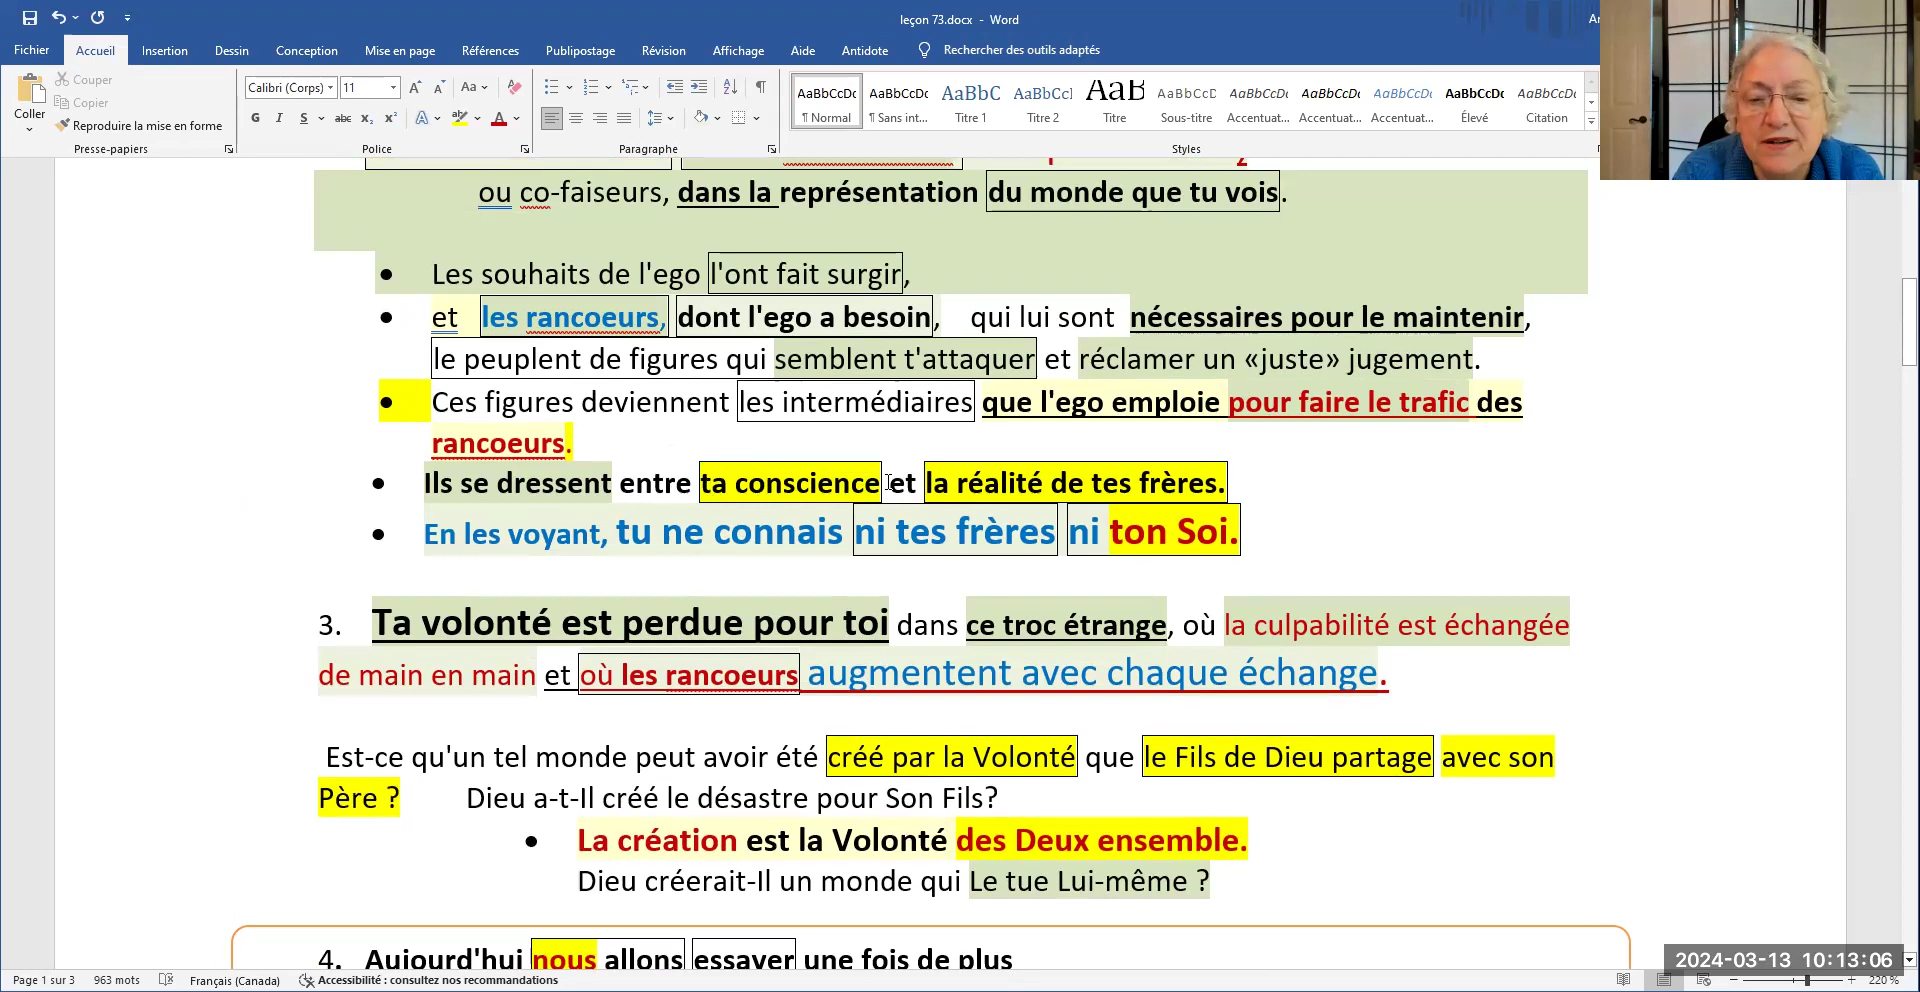 leçon 73.docx - Word
Fichier Accueil Insertion Dessin Conception Mise en page Références Publipostage Révision Affichage Aide Antidote Rechercher des outils adaptés
Coller
Couper
Copier
Reproduire la mise en forme
Presse-papiers
Calibri (Corps) 11
Aa
G I S abc x₂ x²
Police
Paragraphe
AaBbCcDc AaBbCcDc AaBbC AaBbCcI AaB AaBbCcD AaBbCcDc AaBbCcDc AaBbCcDc AaBbCcDc AaBbCcDc
¶ Normal ¶ Sans int... Titre 1 Titre 2 Titre Sous-titre Accentuat... Accentuat... Accentuat... Élevé Citation
Styles
ou co-faiseurs, dans la représentation du monde que tu vois.
• Les souhaits de l'ego l'ont fait surgir,
• et les rancoeurs, dont l'ego a besoin, qui lui sont nécessaires pour le maintenir,
le peuplent de figures qui semblent t'attaquer et réclamer un «juste» jugement.
• Ces figures deviennent les intermédiaires que l'ego emploie pour faire le trafic des
rancoeurs.
• Ils se dressent entre ta conscience et la réalité de tes frères.
• En les voyant, tu ne connais ni tes frères ni ton Soi.
3. Ta volonté est perdue pour toi dans ce troc étrange, où la culpabilité est échangée
de main en main et où les rancoeurs augmentent avec chaque échange.
Est-ce qu'un tel monde peut avoir été créé par la Volonté que le Fils de Dieu partage avec son
Père ? Dieu a-t-Il créé le désastre pour Son Fils?
• La création est la Volonté des Deux ensemble.
Dieu créerait-Il un monde qui Le tue Lui-même ?
4. Aujourd'hui nous allons essayer une fois de plus
2024-03-13 10:13:06
Page 1 sur 3 963 mots Français (Canada) Accessibilité : consultez nos recommandations 220 %